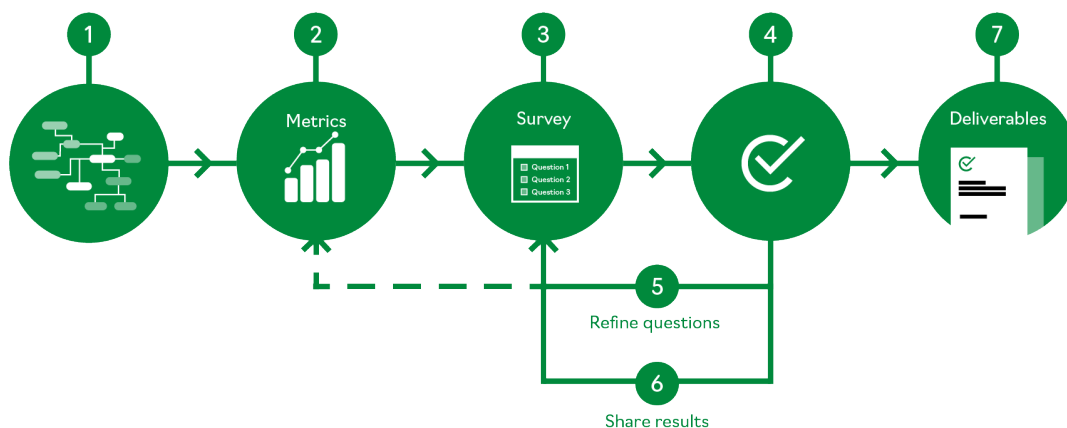 1
2
3
4
7
Metrics
Survey
Deliverables
Question 1
Question 2
Question 3
5
Refine questions
6
Share results